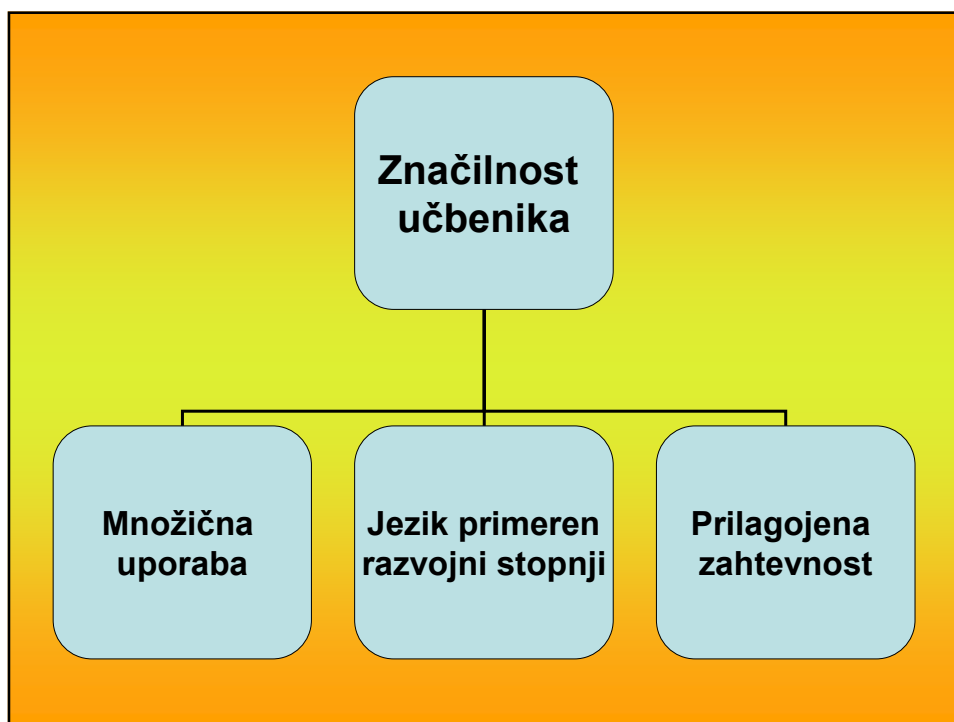 Značilnost
učbenika
Množična
uporaba
Jezik primeren
razvojni stopnji
Prilagojena
zahtevnost